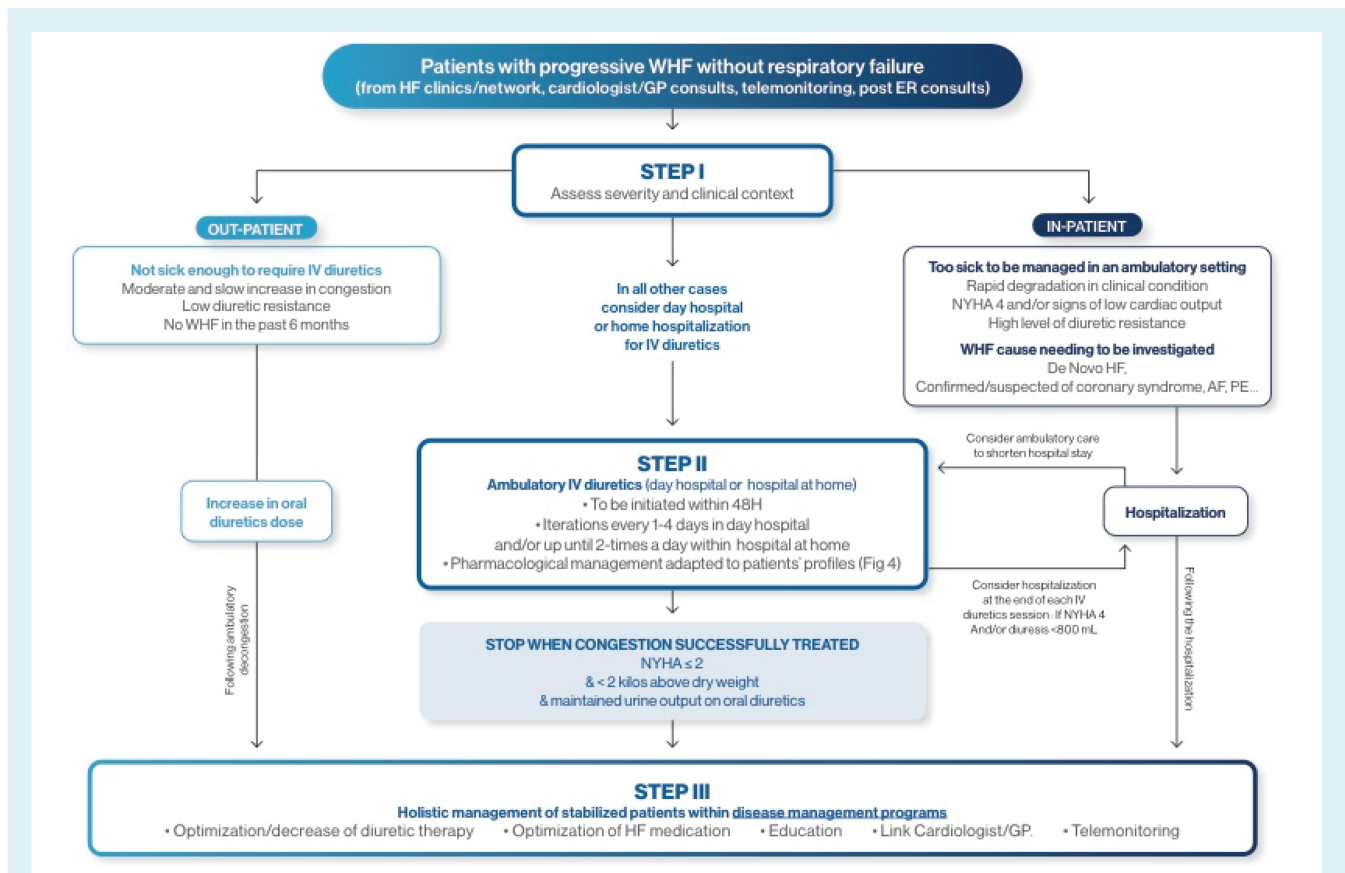 Patients with progressive WHF without respiratory failure
(from HF clinics/network, cardiologist/GP consults, telemonitoring, post ER consults)
STEP I
Assess severity and clinical context
OUT-PATIENT
Not sick enough to require IV diuretics
Moderate and slow increase in congestion
Low diuretic resistance
No WHF in the past 6 months
In all other cases
consider day hospital
or home hospitalization
for IV diuretics
IN-PATIENT
Too sick to be managed in an ambulatory setting
Rapid degradation in clinical condition
NYHA 4 and/or signs of low cardiac output
High level of diuretic resistance
WHF cause needing to be investigated
De Novo HF,
Confirmed/suspected of coronary syndrome, AF, PE...
Increase in oral
diuretics dose
STEP II
Ambulatory IV diuretics (day hospital or hospital at home)
• To be initiated within 48H
• Iterations every 1-4 days in day hospital
and/or up until 2-times a day within hospital at home
• Pharmacological management adapted to patients' profiles (Fig 4)
Consider ambulatory care
to shorten hospital stay
Hospitalization
Consider hospitalization
at the end of each IV
diuretics session : If NYHA 4
And/or diuresis <800 mL
Following ambulatory
decongestion
STOP WHEN CONGESTION SUCCESSFULLY TREATED
NYHA ≤ 2
& < 2 kilos above dry weight
& maintained urine output on oral diuretics
Following the hospitalization
STEP III
Holistic management of stabilized patients within disease management programs
• Optimization/decrease of diuretic therapy • Optimization of HF medication • Education • Link Cardiologist/GP. • Telemonitoring